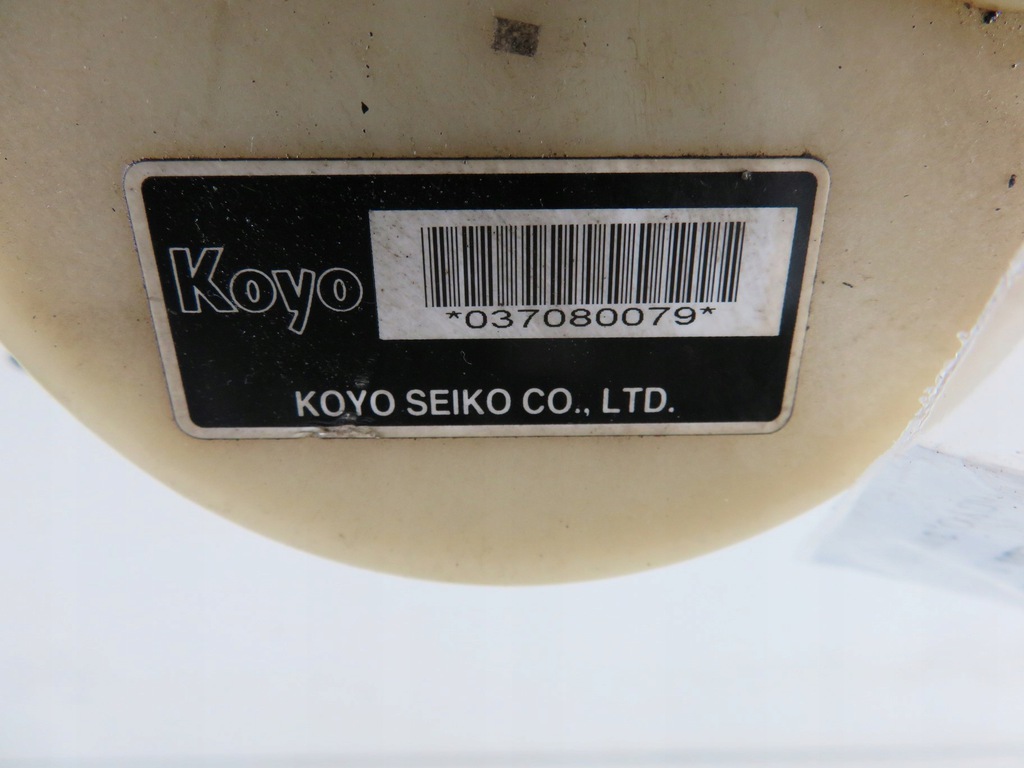 Koyo
*037080079*
KOYO SEIKO CO., LTD.